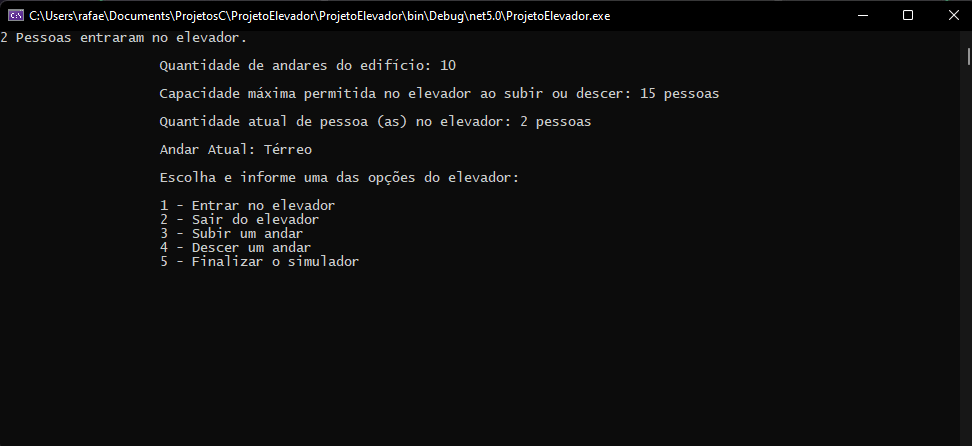 C:\Users\rafae\Documents\ProjetosC\ProjetoElevador\ProjetoElevador\bin\Debug\net5.0\ProjetoElevador.exe
2 Pessoas entraram no elevador.
Quantidade de andares do edifício: 10
Capacidade máxima permitida no elevador ao subir ou descer: 15 pessoas
Quantidade atual de pessoa (as) no elevador: 2 pessoas
Andar Atual: Térreo
Escolha e informe uma das opções do elevador:
1 - Entrar no elevador
2 - Sair do elevador
3 - Subir um andar
4 - Descer um andar
5 - Finalizar o simulador